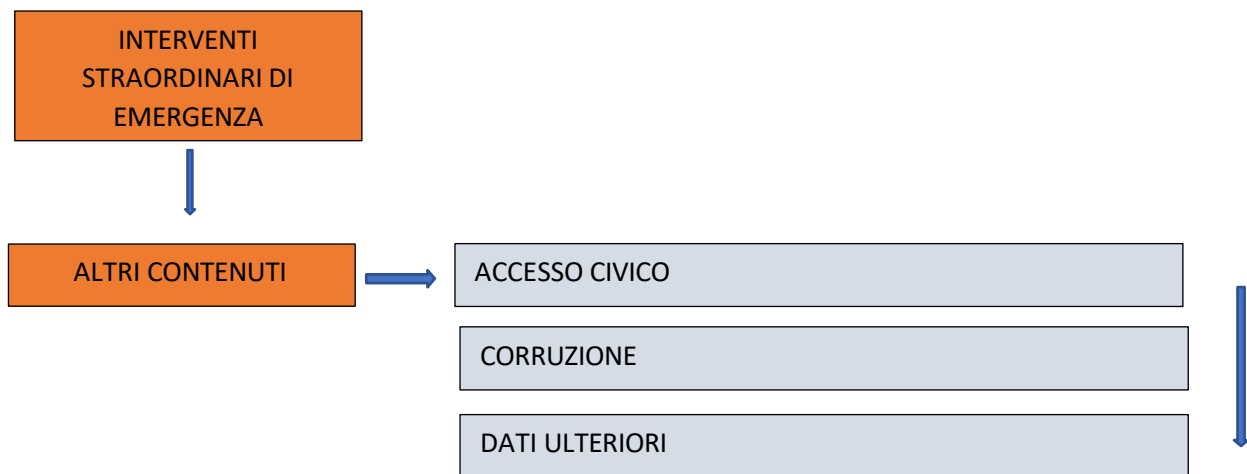 INTERVENTI
STRAORDINARI DI
EMERGENZA
ALTRI CONTENUTI
ACCESSO CIVICO
CORRUZIONE
DATI ULTERIORI